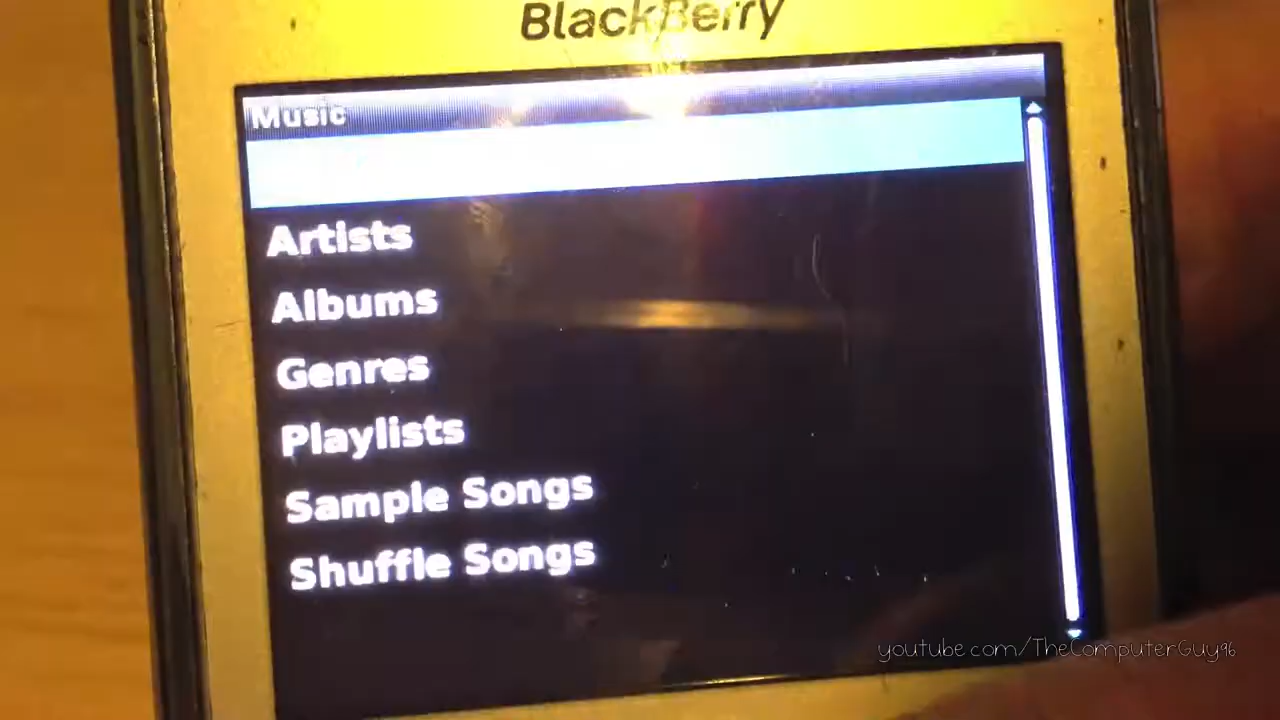 BlackBerry
Music
Artists
Albums
Genres
Playlists
Sample Songs
Shuffle Songs
youtube.com/TheComputerGuy96